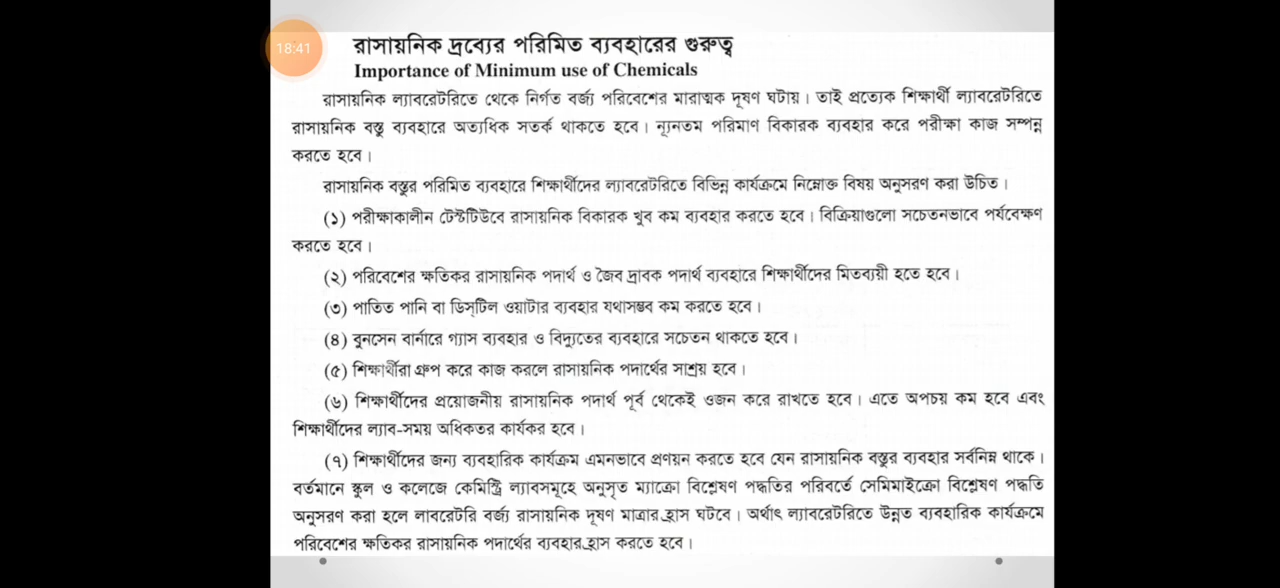 18:41
রাসায়নিক দ্রব্যের পরিমিত ব্যবহারের গুরুত্ব
Importance of Minimum use of Chemicals
রাসায়নিক ল্যাবরেটরিতে থেকে নির্গত বর্জ্য পরিবেশের মারাত্মক দূষণ ঘটায়। তাই প্রত্যেক শিক্ষার্থী ল্যাবরেটরিতে
রাসায়নিক বস্তু ব্যবহারে অত্যধিক সতর্ক থাকতে হবে। ন্যূনতম পরিমাণ বিকারক ব্যবহার করে পরীক্ষা কাজ সম্পন্ন
করতে হবে।
রাসায়নিক বস্তুর পরিমিত ব্যবহারে শিক্ষার্থীদের ল্যাবরেটরিতে বিভিন্ন কার্যক্রমে নিম্নোক্ত বিষয় অনুসরণ করা উচিত।
(১) পরীক্ষাকালীন টেস্টটিউবে রাসায়নিক বিকারক খুব কম ব্যবহার করতে হবে। বিক্রিয়াগুলো সচেতনভাবে পর্যবেক্ষণ
করতে হবে।
(২) পরিবেশের ক্ষতিকর রাসায়নিক পদার্থ ও জৈব দ্রাবক পদার্থ ব্যবহারে শিক্ষার্থীদের মিতব্যয়ী হতে হবে।
(৩) পাতিত পানি বা ডিস্‌টিল ওয়াটার ব্যবহার যথাসম্ভব কম করতে হবে।
(৪) বুনসেন বার্নারে গ্যাস ব্যবহার ও বিদ্যুতের ব্যবহারে সচেতন থাকতে হবে।
(৫) শিক্ষার্থীরা গ্রুপ করে কাজ করলে রাসায়নিক পদার্থের সাশ্রয় হবে।
(৬) শিক্ষার্থীদের প্রয়োজনীয় রাসায়নিক পদার্থ পূর্ব থেকেই ওজন করে রাখতে হবে। এতে অপচয় কম হবে এবং
শিক্ষার্থীদের ল্যাব-সময় অধিকতর কার্যকর হবে।
(৭) শিক্ষার্থীদের জন্য ব্যবহারিক কার্যক্রম এমনভাবে প্রণয়ন করতে হবে যেন রাসায়নিক বস্তুর ব্যবহার সর্বনিম্ন থাকে।
বর্তমানে স্কুল ও কলেজে কেমিস্ট্রি ল্যাবসমূহে অনুসৃত ম্যাক্রো বিশ্লেষণ পদ্ধতির পরিবর্তে সেমিমাইক্রো বিশ্লেষণ পদ্ধতি
অনুসরণ করা হলে লাবরেটরি বর্জ্য রাসায়নিক দূষণ মাত্রার হ্রাস ঘটবে। অর্থাৎ ল্যাবরেটরিতে উন্নত ব্যবহারিক কার্যক্রমে
পরিবেশের ক্ষতিকর রাসায়নিক পদার্থের ব্যবহার হ্রাস করতে হবে।